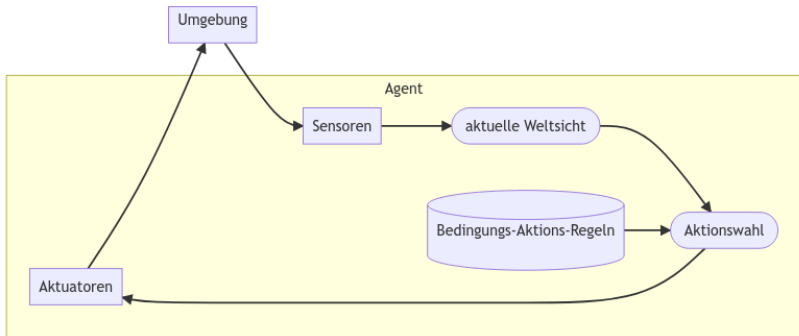 Umgebung
Agent
Sensoren
aktuelle Weltsicht
Bedingungs-Aktions-Regeln
Aktionswahl
Aktuatoren